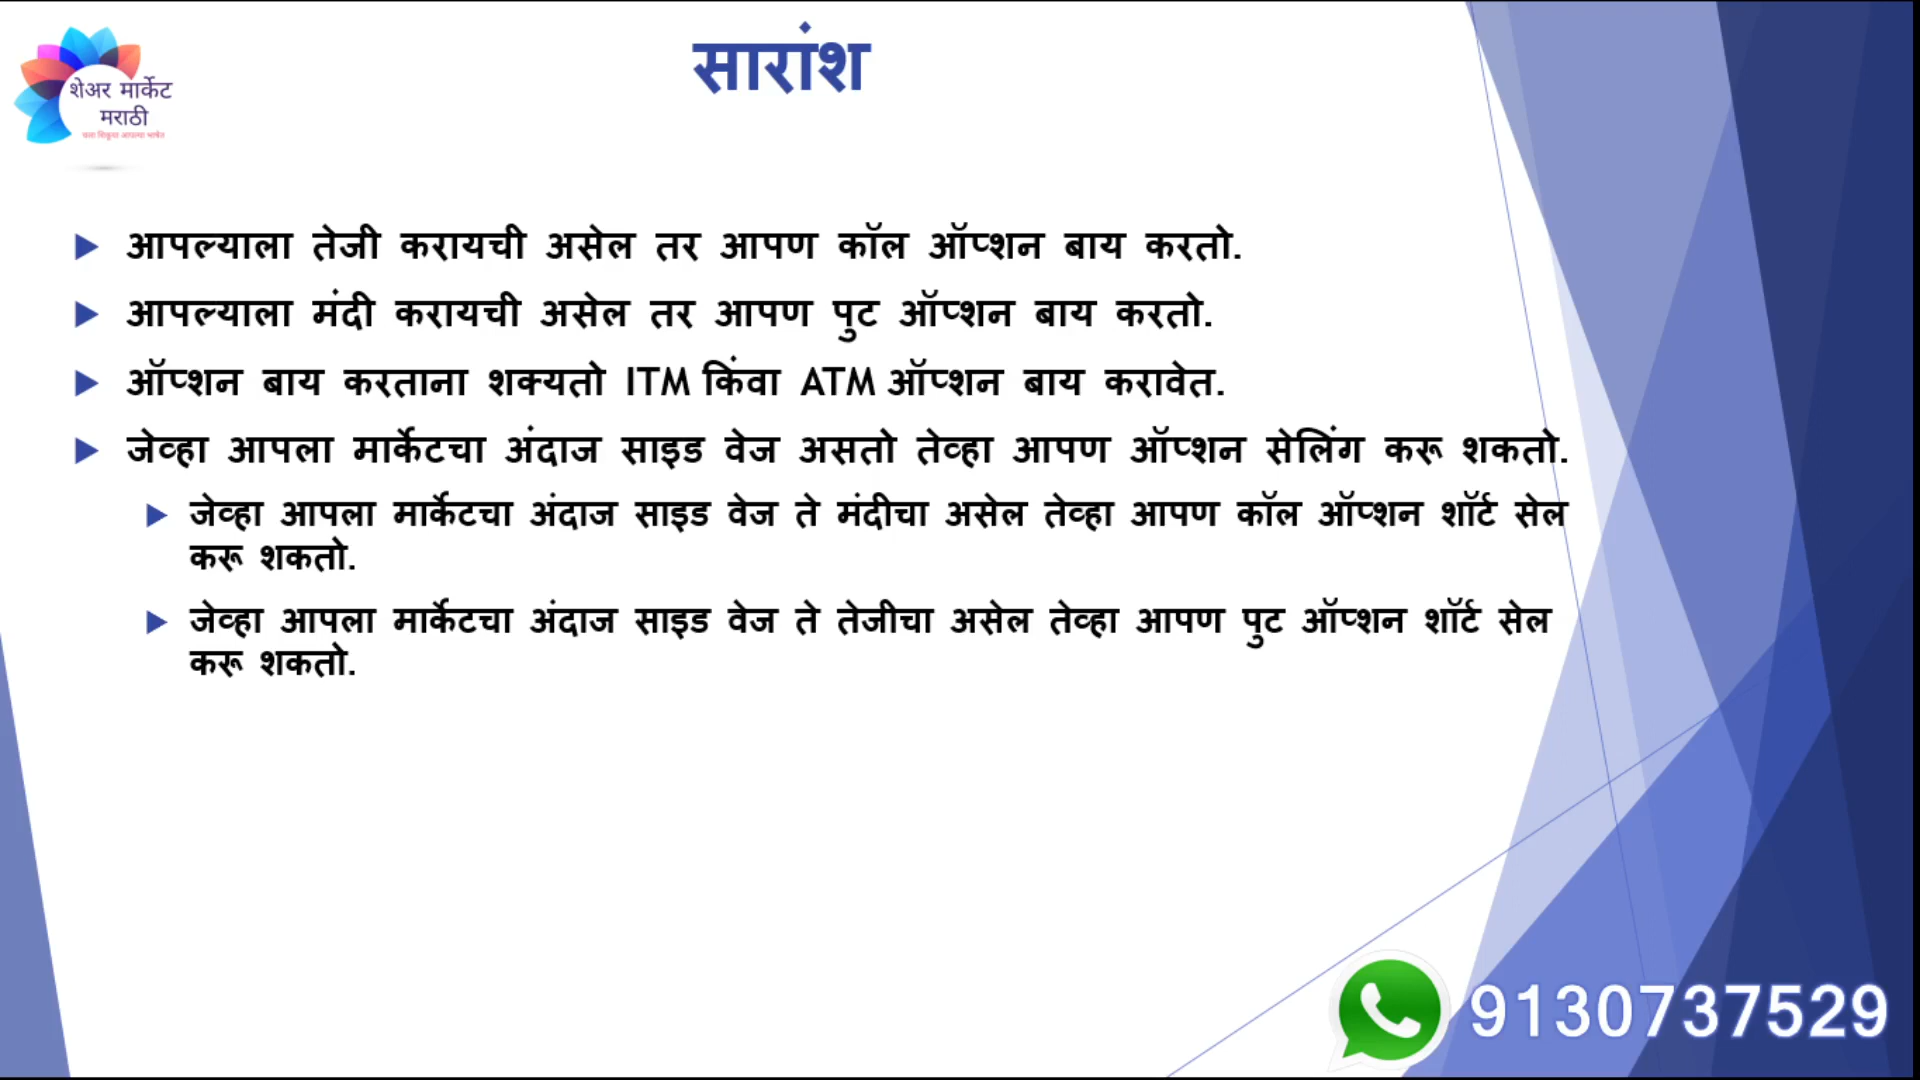 सारांश
शेअर मार्केट
मराठी
चला शिकूया आपल्या भाषेत
आपल्याला तेजी करायची असेल तर आपण कॉल ऑप्शन बाय करतो.
आपल्याला मंदी करायची असेल तर आपण पुट ऑप्शन बाय करतो.
ऑप्शन बाय करताना शक्यतो ITM किंवा ATM ऑप्शन बाय करावेत.
जेव्हा आपला मार्केटचा अंदाज साइड वेज असतो तेव्हा आपण ऑप्शन सेलिंग करू शकतो.
जेव्हा आपला मार्केटचा अंदाज साइड वेज ते मंदीचा असेल तेव्हा आपण कॉल ऑप्शन शॉर्ट सेल
करू शकतो.
जेव्हा आपला मार्केटचा अंदाज साइड वेज ते तेजीचा असेल तेव्हा आपण पुट ऑप्शन शॉर्ट सेल
करू शकतो.
9130737529